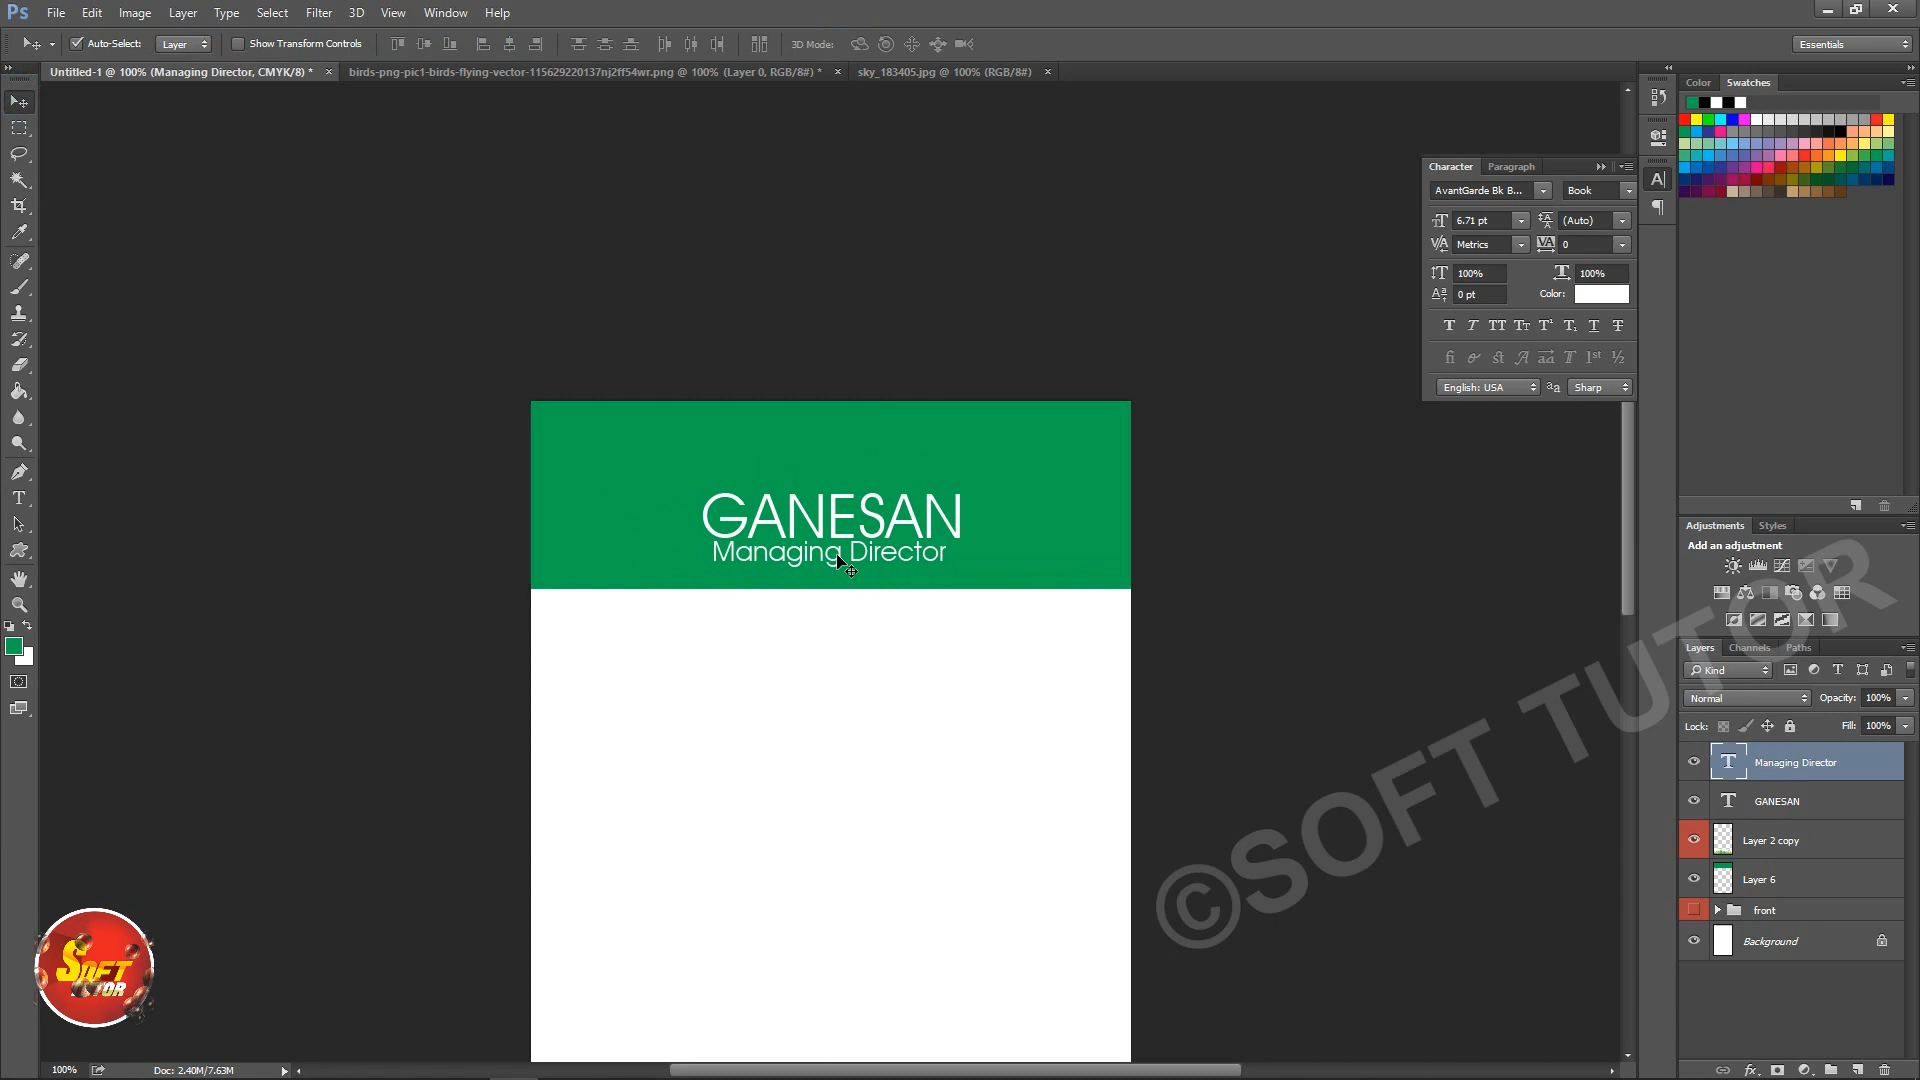 Ps File Edit Image Layer Type Select Filter 3D View Window Help
Auto-Select: Layer Show Transform Controls 3D Mode: Essentials
Untitled-1 @ 100% (Managing Director, CMYK/8) * × birds-png-pic1-birds-flying-vector-115629220137nj2ff54wr.png @ 100% (Layer 0, RGB/8#) * × sky_183405.jpg @ 100% (RGB/8#) ×
Color Swatches
Character Paragraph
AvantGarde Bk B... Book
6.71 pt (Auto)
Metrics 0
100% 100%
0 pt Color:
English: USA Sharp
GANESAN
Managing Director
Adjustments Styles
Add an adjustment
Layers Channels Paths
Kind
Normal Opacity: 100%
Lock: Fill: 100%
Managing Director
GANESAN
Layer 2 copy
Layer 6
front
Background
©SOFT TUTOR
SOFT
TUTOR
100% Doc: 2.40M/7.63M